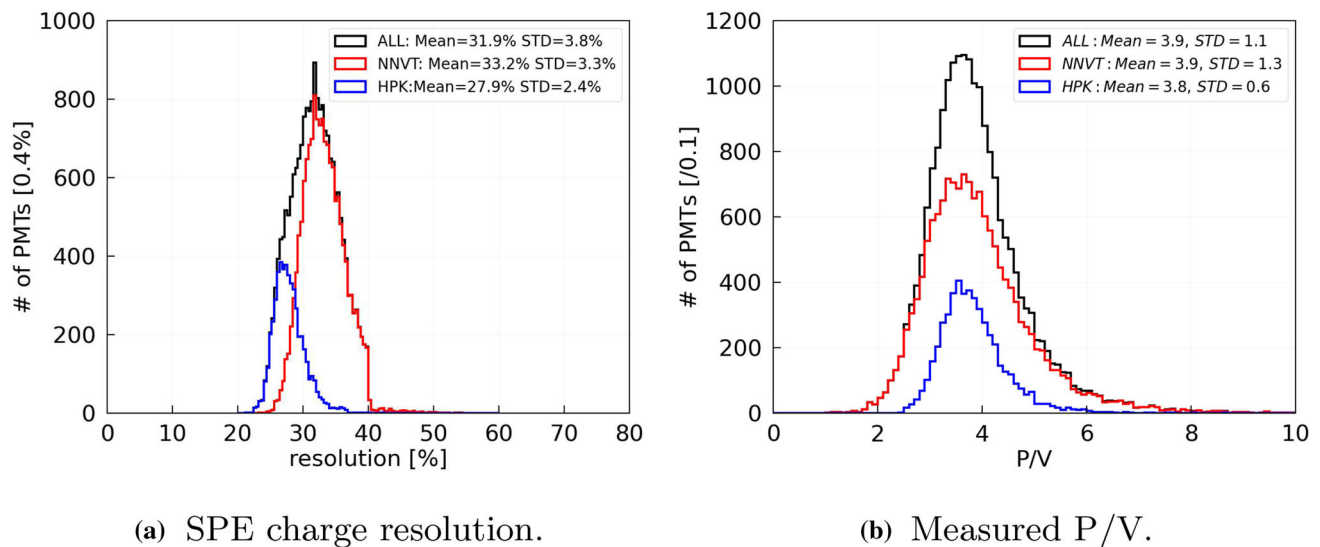 1000
800
600
400
200
0
# of PMTs [0.4%]
ALL: Mean=31.9% STD=3.8%
NNVT: Mean=33.2% STD=3.3%
HPK:Mean=27.9% STD=2.4%
0 10 20 30 40 50 60 70 80
resolution [%]
(a) SPE charge resolution.
1200
1000
800
600
400
200
0
# of PMTs [/0.1]
ALL : Mean = 3.9, STD = 1.1
NNVT : Mean = 3.9, STD = 1.3
HPK : Mean = 3.8, STD = 0.6
0 2 4 6 8 10
P/V
(b) Measured P/V.